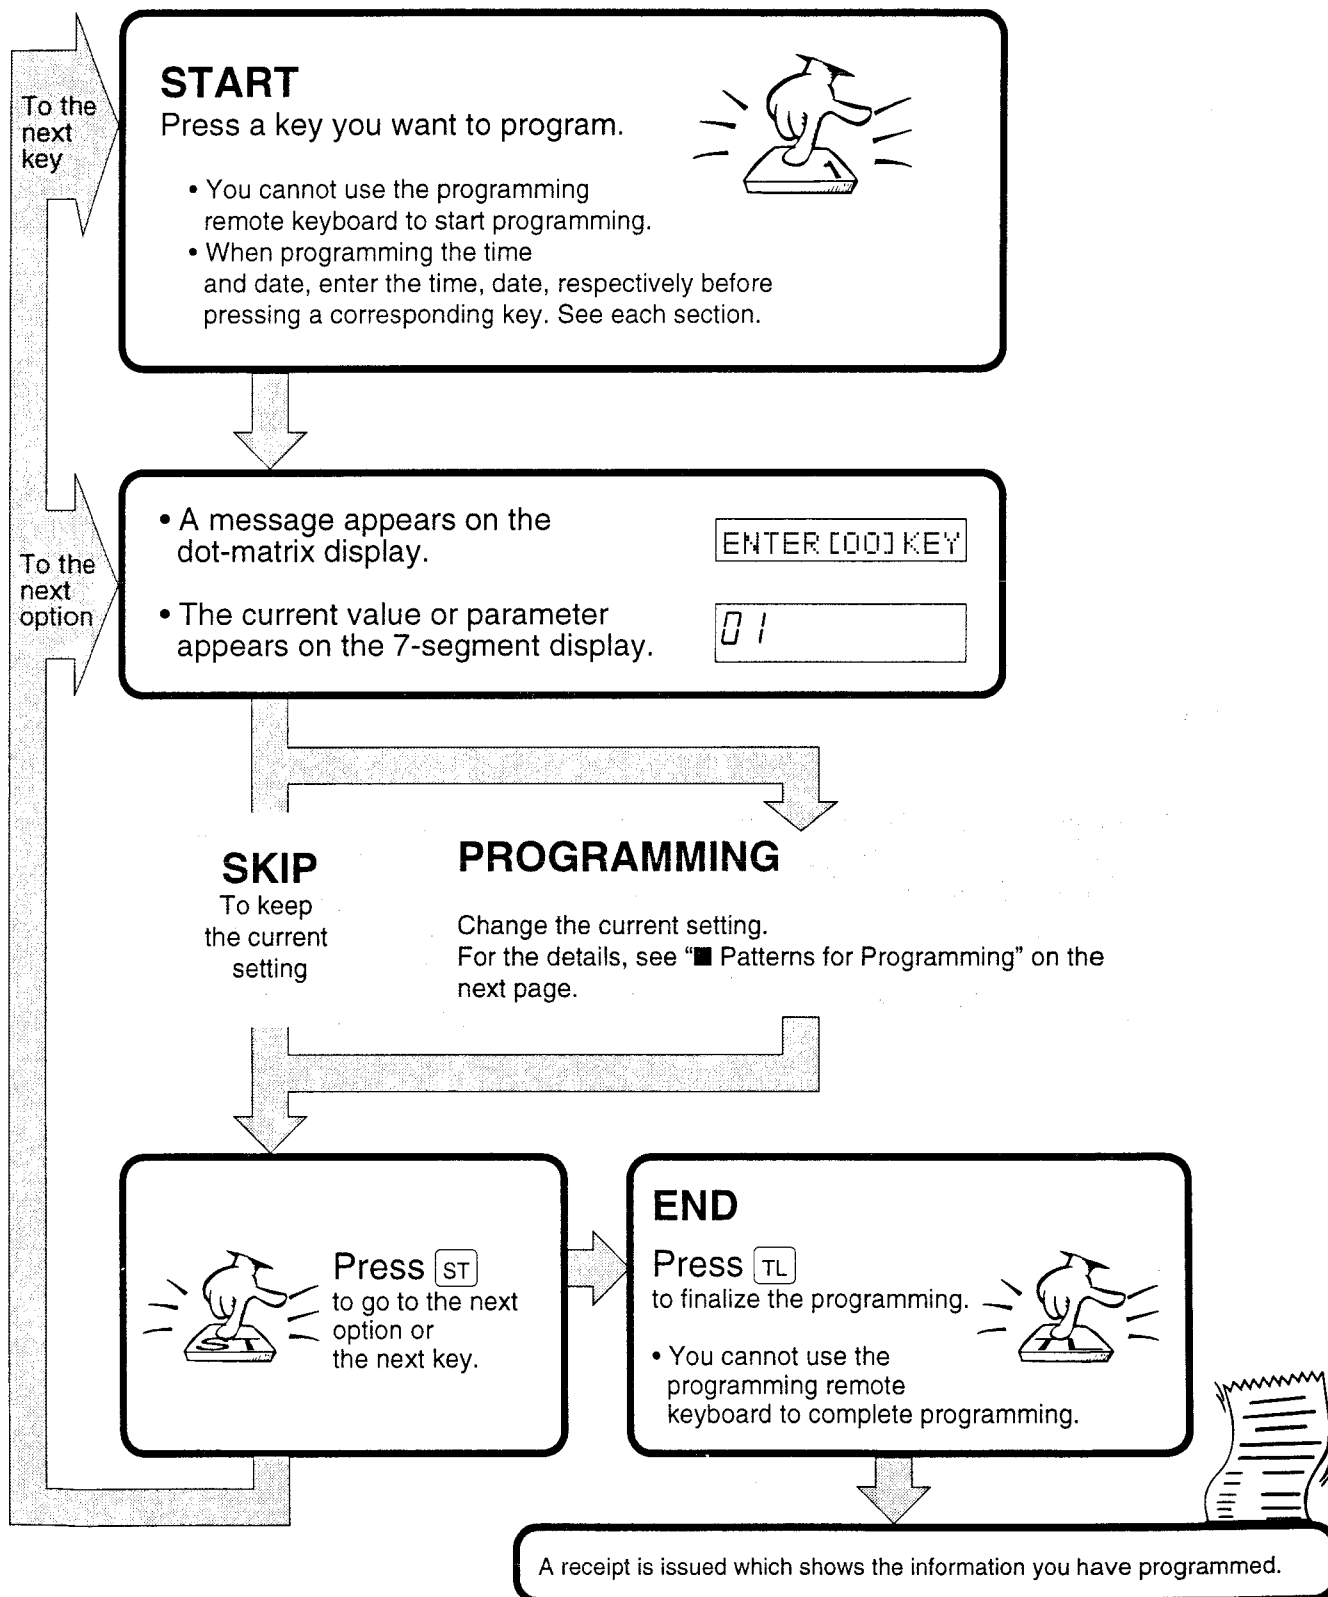 To the
next
key
START
Press a key you want to program.
• You cannot use the programming
remote keyboard to start programming.
• When programming the time
and date, enter the time, date, respectively before
pressing a corresponding key. See each section.
1
To the
next
option
• A message appears on the
dot-matrix display.
ENTER[00]KEY
• The current value or parameter
appears on the 7-segment display.
01
SKIP
To keep
the current
setting
PROGRAMMING
Change the current setting.
For the details, see “■ Patterns for Programming” on the
next page.
ST
Press ST
to go to the next
option or
the next key.
END
Press TL
to finalize the programming.
• You cannot use the
programming remote
keyboard to complete programming.
TL
A receipt is issued which shows the information you have programmed.